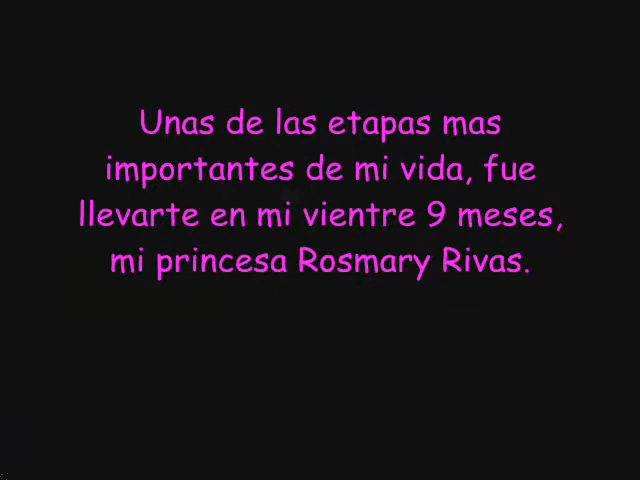 Unas de las etapas mas
importantes de mi vida, fue
llevarte en mi vientre 9 meses,
mi princesa Rosmary Rivas.